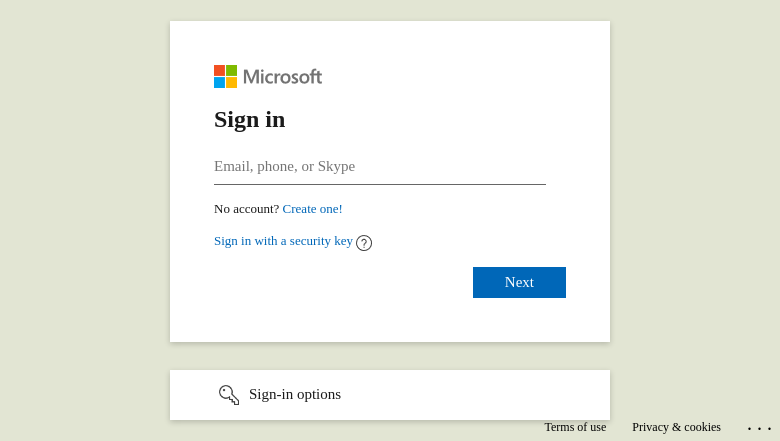 Microsoft
Sign in
Email, phone, or Skype
No account? Create one!
Sign in with a security key ?
Next
Sign-in options
Terms of use Privacy & cookies ...